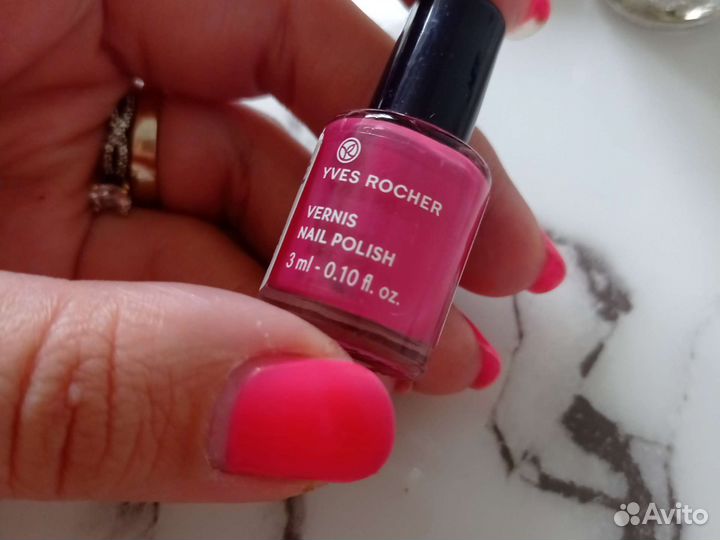 YVES ROCHER
VERNIS
NAIL POLISH
3 ml - 0.10 fl. oz.
Avito